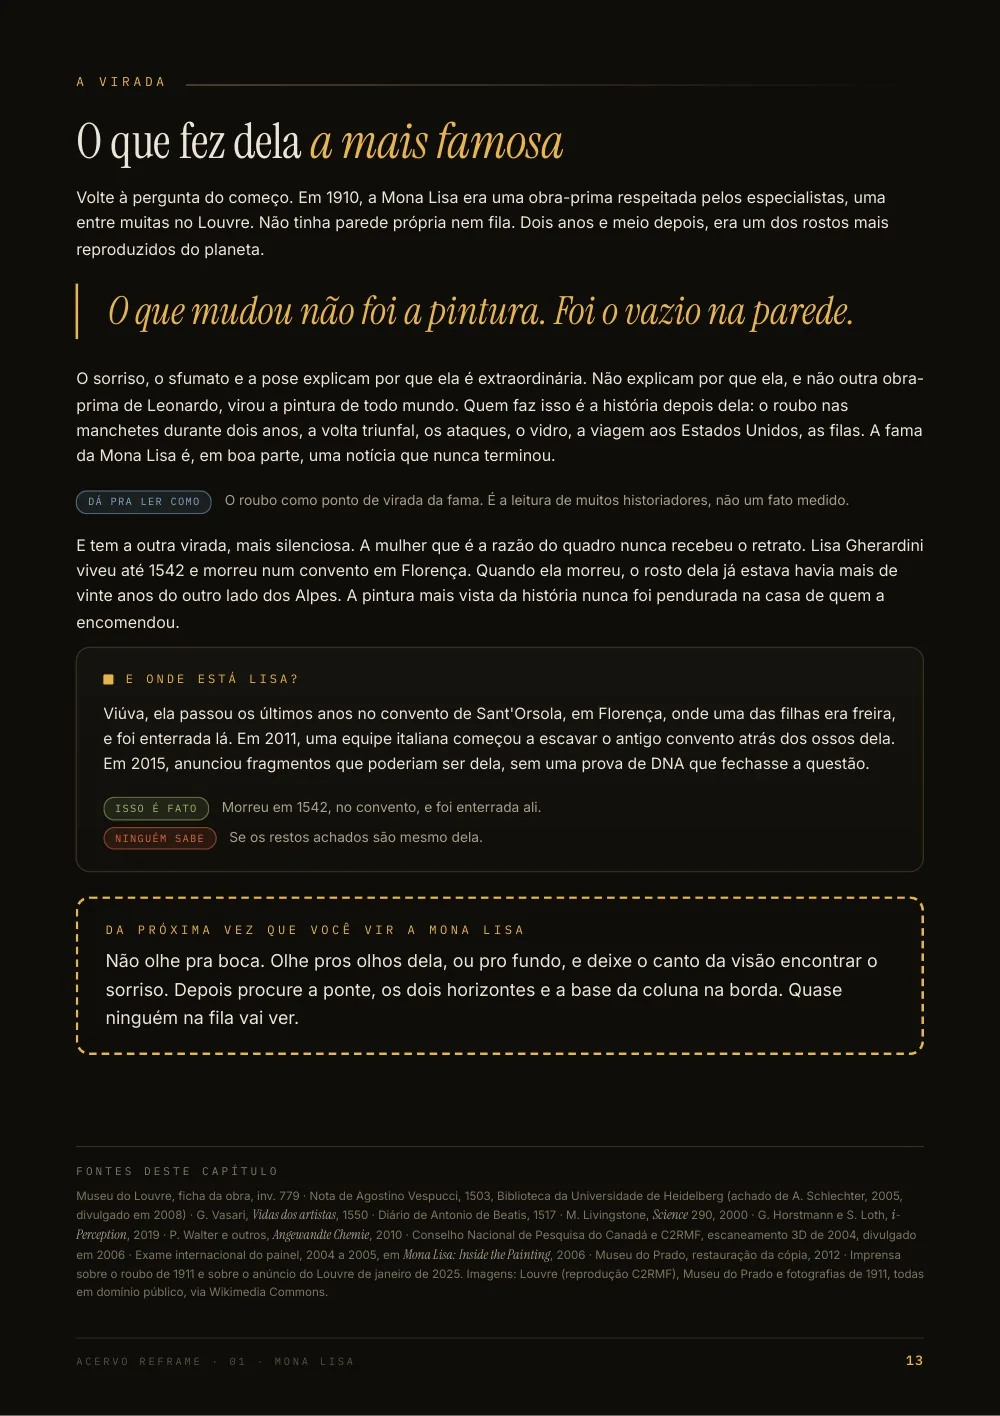 A VIRADA
O que fez dela a mais famosa
Volte à pergunta do começo. Em 1910, a Mona Lisa era uma obra-prima respeitada pelos especialistas, uma
entre muitas no Louvre. Não tinha parede própria nem fila. Dois anos e meio depois, era um dos rostos mais
reproduzidos do planeta.
O que mudou não foi a pintura. Foi o vazio na parede.
O sorriso, o sfumato e a pose explicam por que ela é extraordinária. Não explicam por que ela, e não outra obra-
prima de Leonardo, virou a pintura de todo mundo. Quem faz isso é a história depois dela: o roubo nas
manchetes durante dois anos, a volta triunfal, os ataques, o vidro, a viagem aos Estados Unidos, as filas. A fama
da Mona Lisa é, em boa parte, uma notícia que nunca terminou.
DÁ PRA LER COMO O roubo como ponto de virada da fama. É a leitura de muitos historiadores, não um fato medido.
E tem a outra virada, mais silenciosa. A mulher que é a razão do quadro nunca recebeu o retrato. Lisa Gherardini
viveu até 1542 e morreu num convento em Florença. Quando ela morreu, o rosto dela já estava havia mais de
vinte anos do outro lado dos Alpes. A pintura mais vista da história nunca foi pendurada na casa de quem a
encomendou.
E ONDE ESTÁ LISA?
Viúva, ela passou os últimos anos no convento de Sant'Orsola, em Florença, onde uma das filhas era freira,
e foi enterrada lá. Em 2011, uma equipe italiana começou a escavar o antigo convento atrás dos ossos dela.
Em 2015, anunciou fragmentos que poderiam ser dela, sem uma prova de DNA que fechasse a questão.
ISSO É FATO Morreu em 1542, no convento, e foi enterrada ali.
NINGUÉM SABE Se os restos achados são mesmo dela.
DA PRÓXIMA VEZ QUE VOCÊ VIR A MONA LISA
Não olhe pra boca. Olhe pros olhos dela, ou pro fundo, e deixe o canto da visão encontrar o
sorriso. Depois procure a ponte, os dois horizontes e a base da coluna na borda. Quase
ninguém na fila vai ver.
FONTES DESTE CAPÍTULO
Museu do Louvre, ficha da obra, inv. 779 · Nota de Agostino Vespucci, 1503, Biblioteca da Universidade de Heidelberg (achado de A. Schlechter, 2005,
divulgado em 2008) · G. Vasari, Vidas dos artistas, 1550 · Diário de Antonio de Beatis, 1517 · M. Livingstone, Science 290, 2000 · G. Horstmann e S. Loth, i-
Perception, 2019 · P. Walter e outros, Angewandte Chemie, 2010 · Conselho Nacional de Pesquisa do Canadá e C2RMF, escaneamento 3D de 2004, divulgado
em 2006 · Exame internacional do painel, 2004 a 2005, em Mona Lisa: Inside the Painting, 2006 · Museu do Prado, restauração da cópia, 2012 · Imprensa
sobre o roubo de 1911 e sobre o anúncio do Louvre de janeiro de 2025. Imagens: Louvre (reprodução C2RMF), Museu do Prado e fotografias de 1911, todas
em domínio público, via Wikimedia Commons.
ACERVO REFRAME · 01 · MONA LISA 13